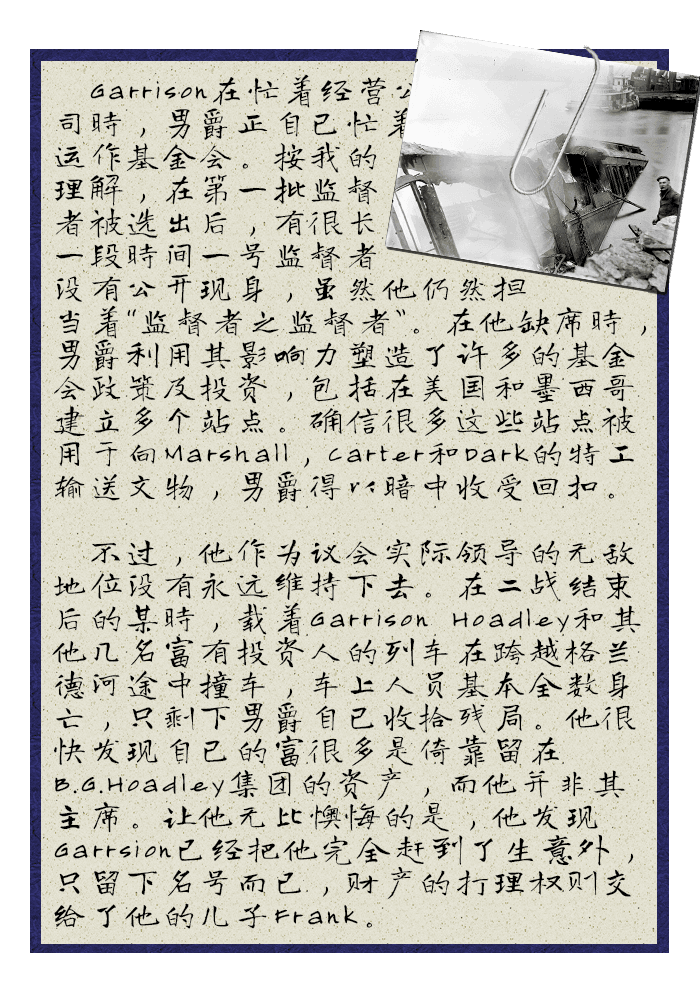 Garrison在忙着经营公
司時，男爵正自己忙着
运作基金会。按我的
理解，在第一批监督
者被选出后，有很长
一段時间一号监督者
没有公开现身，虽然他仍然担
当着“监督者之监督者”。在他缺席時，
男爵利用其影响力塑造了许多的基金
会政策及投资，包括在美国和墨西哥
建立多个站点。确信很多这些站点被
用于向Marshall，Carter和Dark的特工
输送文物，男爵得以暗中收受回扣。
不过，他作为议会实际领导的无敌
地位没有永远维持下去。在二战结束
后的某時，载着Garrison Hoadley和其
他几名富有投资人的列车在跨越格兰
德河途中撞车，车上人员基本全数身
亡，只剩下男爵自己收拾残局。他很
快发现自己的富很多是倚靠留在
B.G.Hoadley集团的资产，而他并非其
主席。让他无比懊悔的是，他发现
Garrsion已经把他完全赶到了生意外，
只留下名号而已，财产的打理权则交
给了他的儿子Frank。